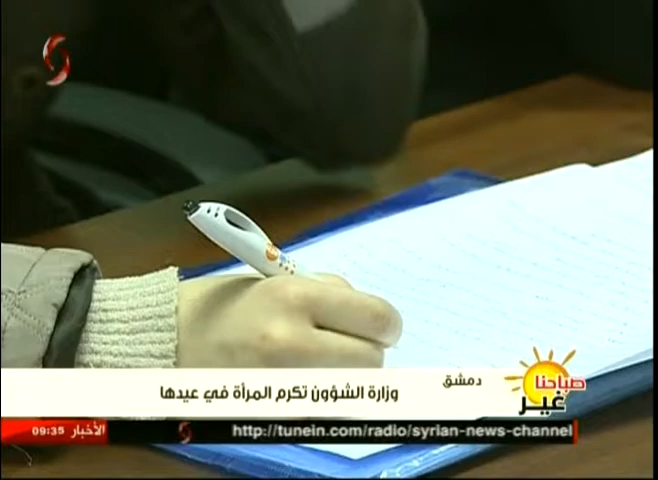 صباحنا غير
دمشق
وزارة الشؤون تكرم المرأة في عيدها
09:35 الأخبار
http://tunein.com/radio/syrian-news-channel